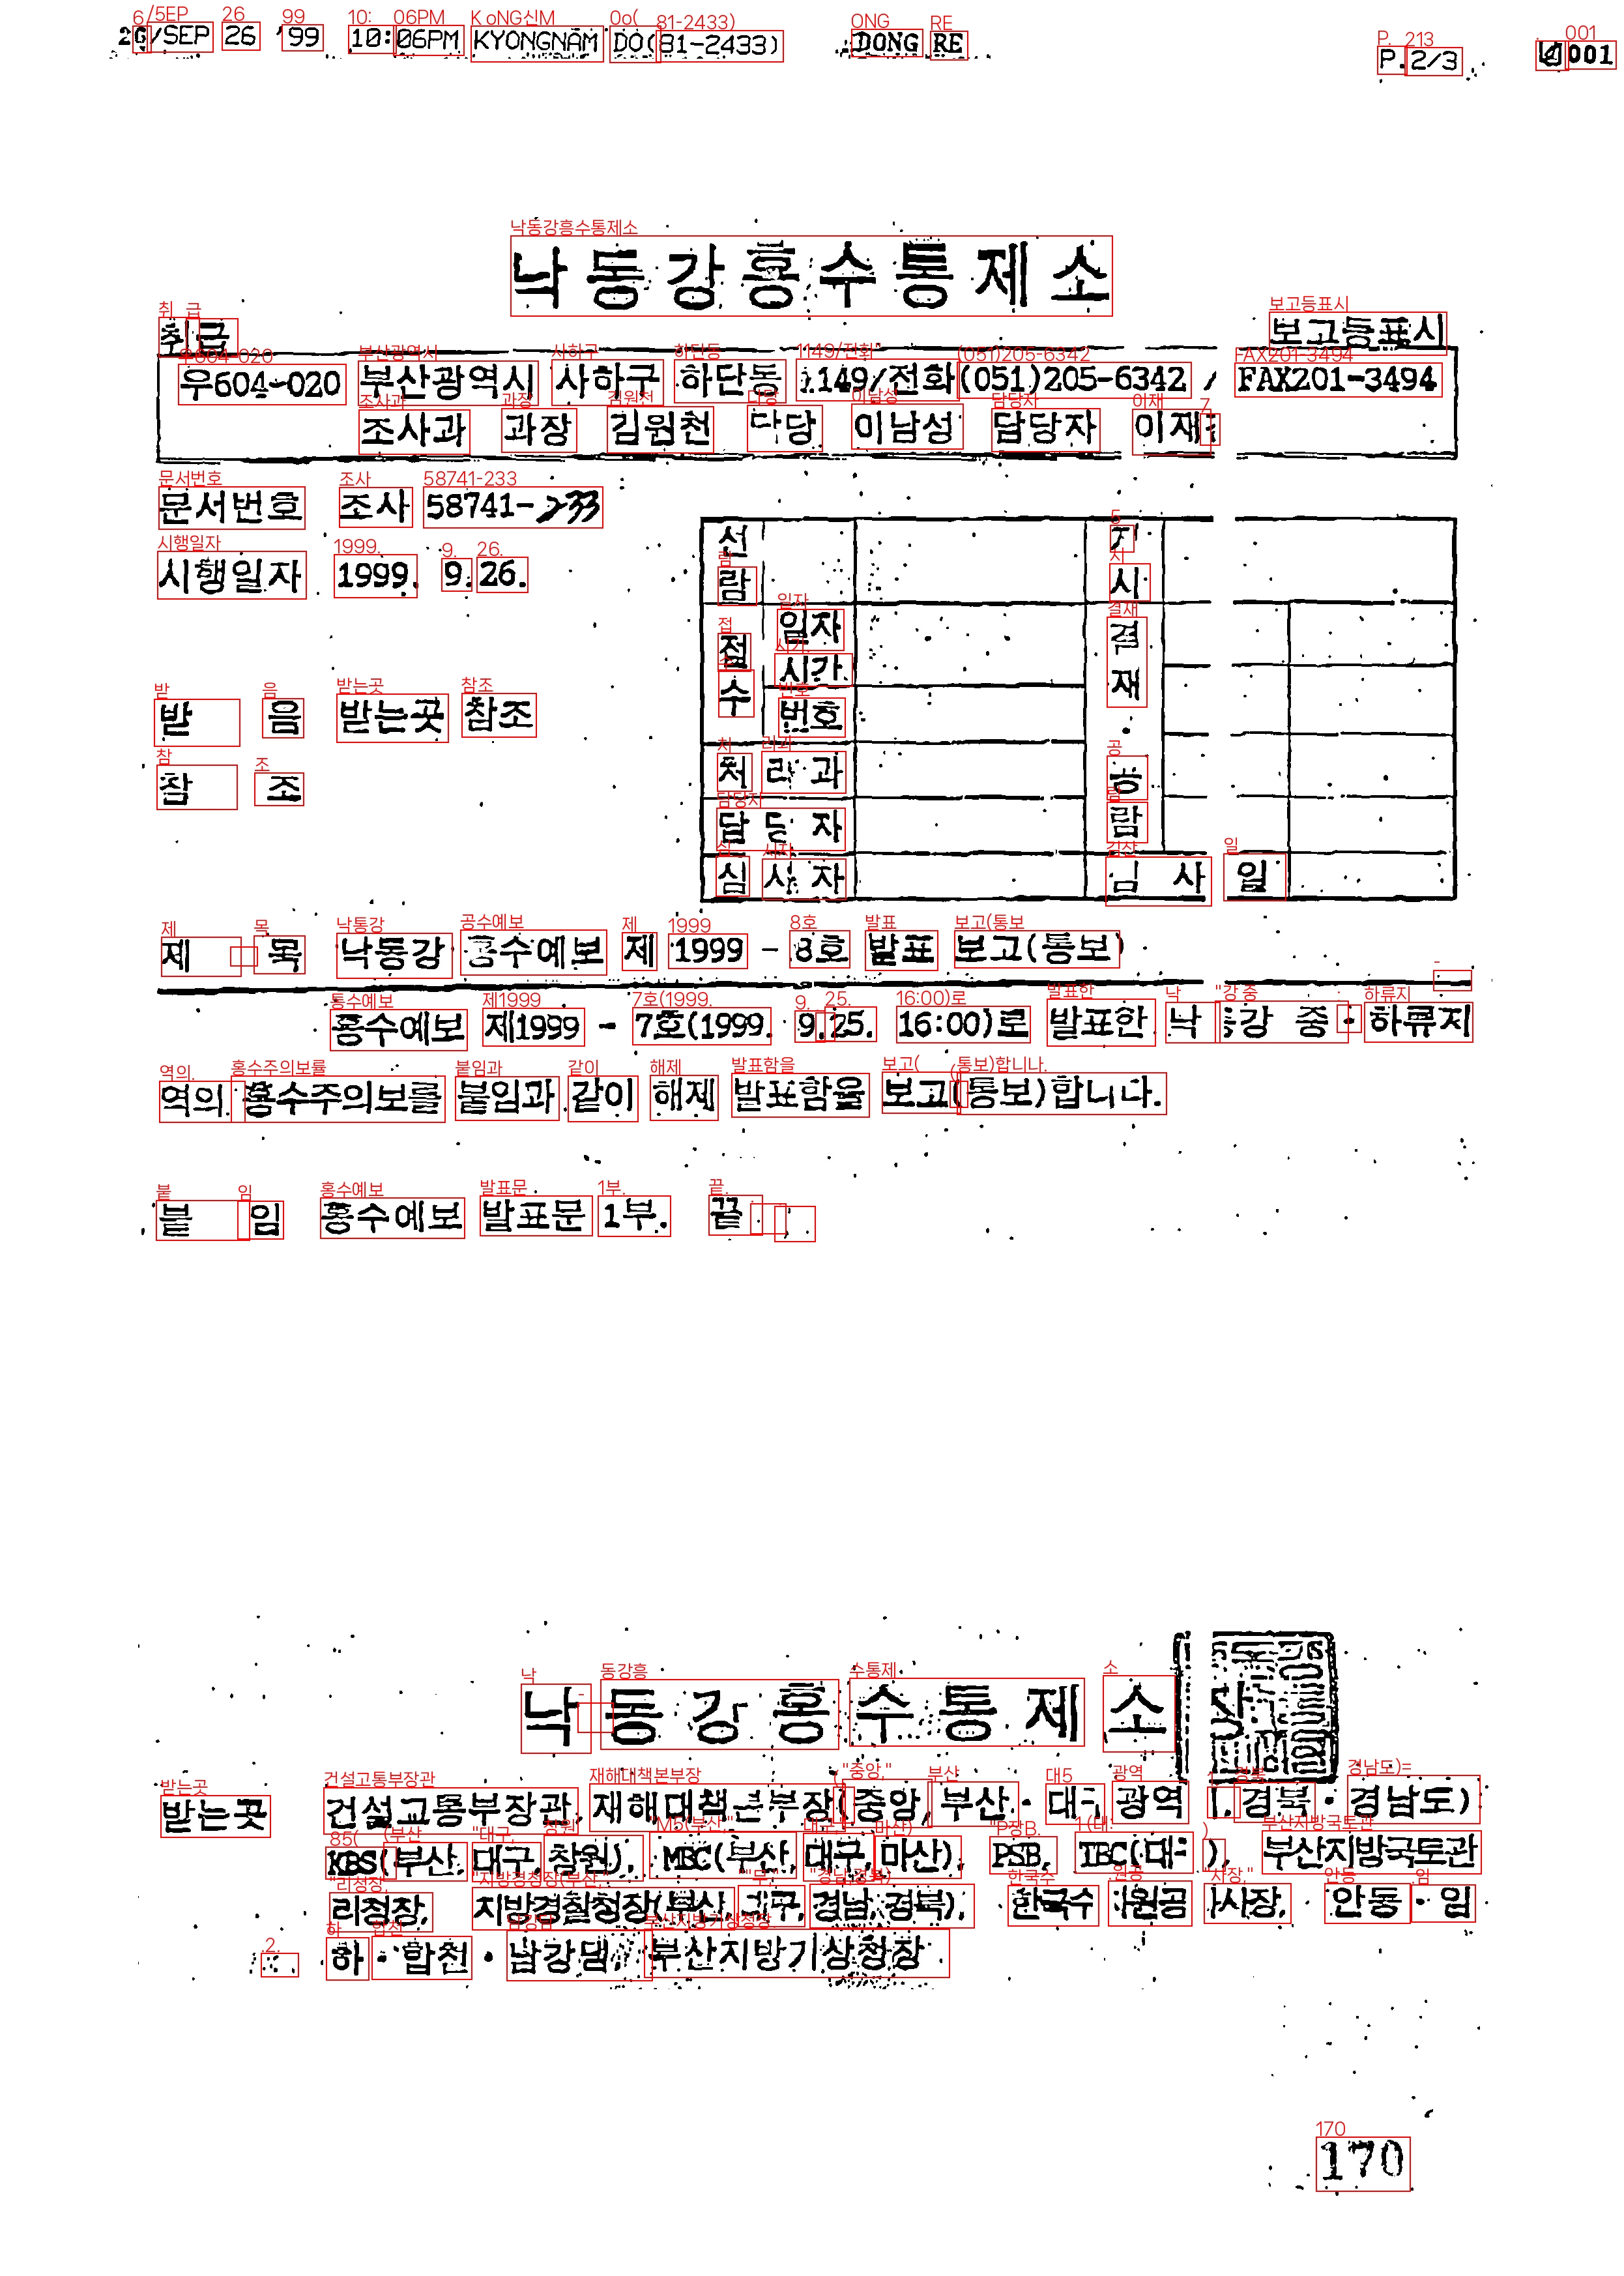 26/SEP 26 '99 10:06PM KYONGNAM DO(81-2433) DONG RE P.2/3 001
낙동강홍수통제소
취급 보고등표시
우604-020 부산광역시 사하구 하단동 1149/전화(051)205-6342 / FAX201-3494
조사과 과장 김원천 담당 이남성 담당자 이재
문서번호 조사 58741-233
시행일자 1999. 9. 26.
선람 지시
접수 일자 결재
시간
번호
받음 받는곳 참조
처리과 공람
참조
담당자
심사자 심사일
제목 낙동강 홍수예보 제 1999 - 8호 발표 보고(통보)
홍수예보 제1999 - 7호(1999. 9.25. 16:00)로 발표한 낙동강 중·하류지
역의 홍수주의보를 붙임과 같이 해제 발표함을 보고(통보)합니다.
붙임 홍수예보 발표문 1부. 끝.
낙동강홍수통제소
받는곳 건설교통부장관, 재해대책본부장(중앙, 부산·대구 광역시, 경북·경남도)
KBS(부산, 대구, 창원), MBC(부산, 대구, 마산), PSB, TBC(대구), 부산지방국토관
리청장, 지방경찰청장(부산, 대구, 경남, 경북), 한국수자원공사사장, 안동·임
하·합천·남강댐, 부산지방기상청장.
170